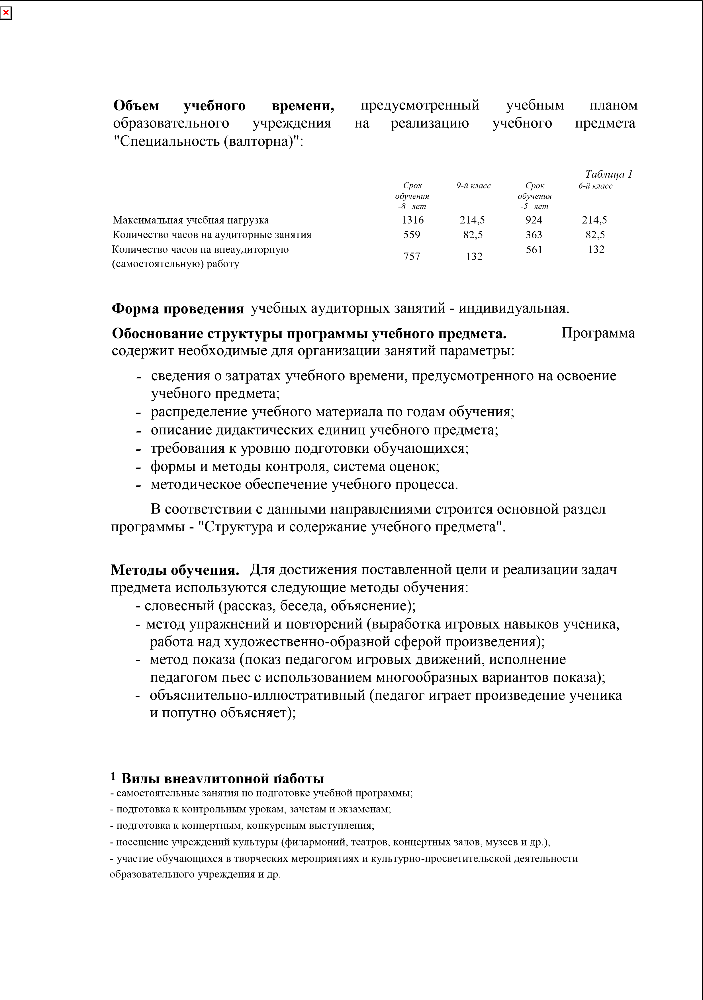 Объем учебного времени, предусмотренный учебным планом
образовательного учреждения на реализацию учебного предмета
"Специальность (валторна)":
Таблица 1
Срок обучения -8 лет 9-й класс Срок обучения -5 лет 6-й класс
Максимальная учебная нагрузка 1316 214,5 924 214,5
Количество часов на аудиторные занятия 559 82,5 363 82,5
Количество часов на внеаудиторную
(самостоятельную) работу 757 132 561 132
Форма проведения учебных аудиторных занятий - индивидуальная.
Обоснование структуры программы учебного предмета. Программа
содержит необходимые для организации занятий параметры:
- сведения о затратах учебного времени, предусмотренного на освоение
учебного предмета;
- распределение учебного материала по годам обучения;
- описание дидактических единиц учебного предмета;
- требования к уровню подготовки обучающихся;
- формы и методы контроля, система оценок;
- методическое обеспечение учебного процесса.
В соответствии с данными направлениями строится основной раздел
программы - "Структура и содержание учебного предмета".
Методы обучения. Для достижения поставленной цели и реализации задач
предмета используются следующие методы обучения:
- словесный (рассказ, беседа, объяснение);
- метод упражнений и повторений (выработка игровых навыков ученика,
работа над художественно-образной сферой произведения);
- метод показа (показ педагогом игровых движений, исполнение
педагогом пьес с использованием многообразных вариантов показа);
- объяснительно-иллюстративный (педагог играет произведение ученика
и попутно объясняет);
1 Виды внеаудиторной работы
- самостоятельные занятия по подготовке учебной программы;
- подготовка к контрольным урокам, зачетам и экзаменам;
- подготовка к концертным, конкурсным выступления;
- посещение учреждений культуры (филармоний, театров, концертных залов, музеев и др.),
- участие обучающихся в творческих мероприятиях и культурно-просветительской деятельности
образовательного учреждения и др.